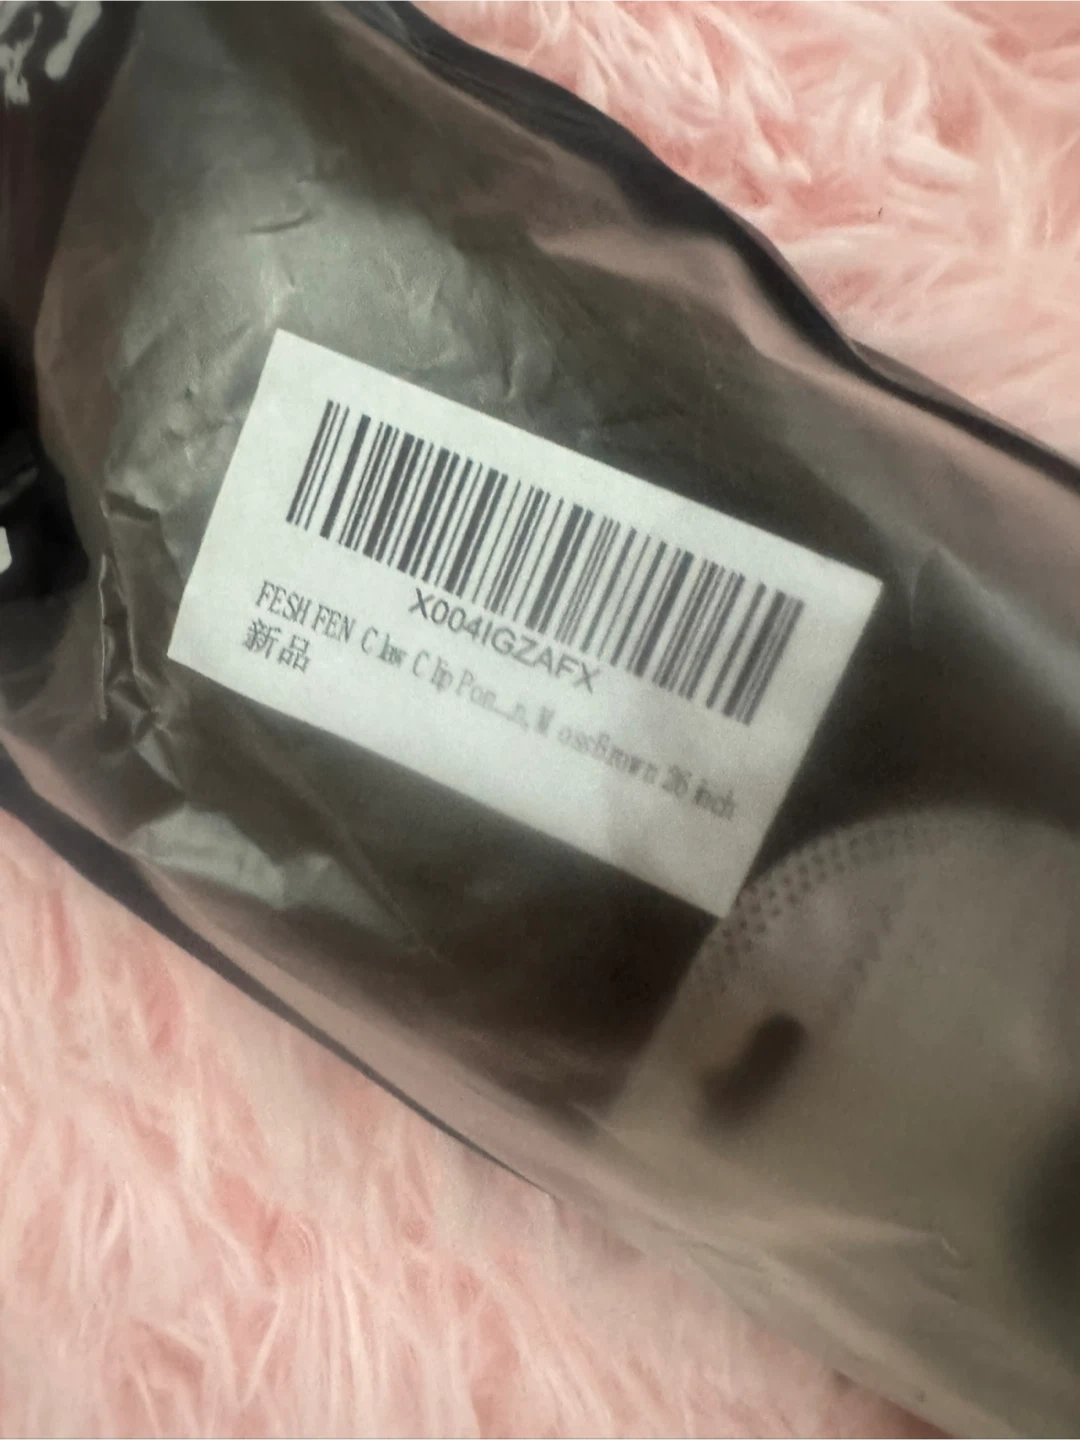 X004IGZAFX
FESHFEN Claw Clip Pon...n, Moss Brown 26 inch
新品